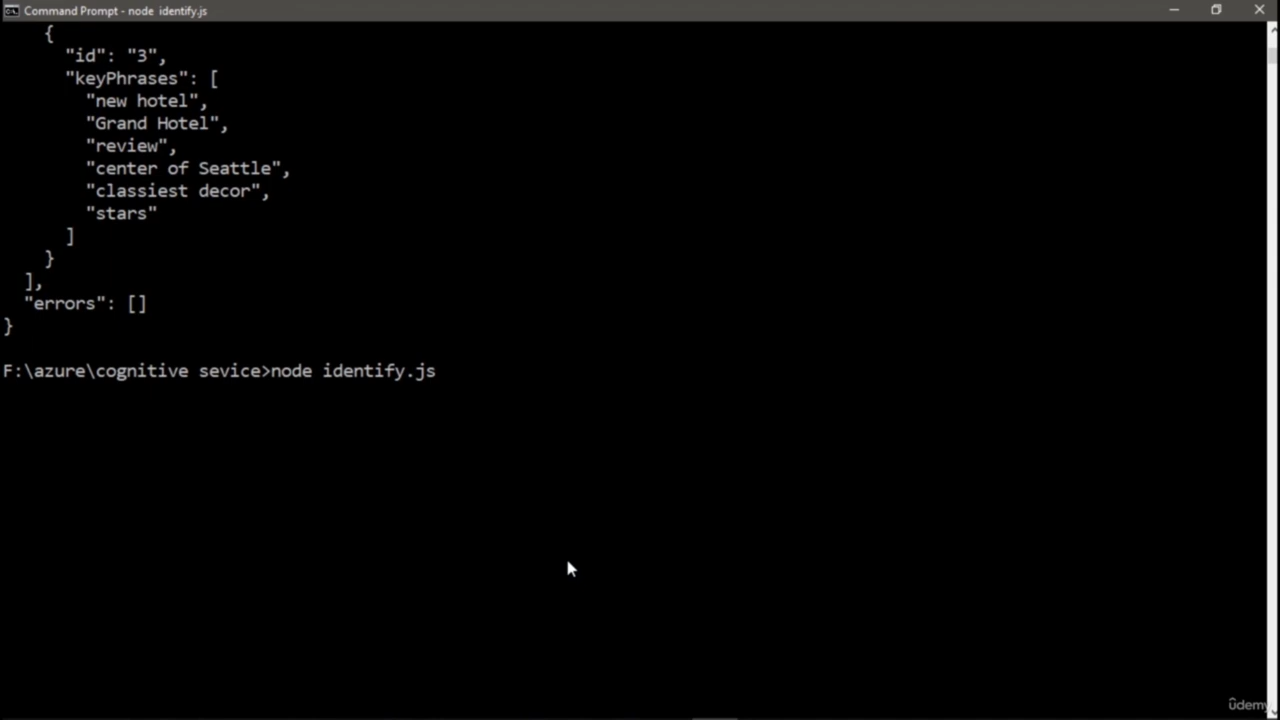 Command Prompt - node  identify.js
{
"id": "3",
"keyPhrases": [
"new hotel",
"Grand Hotel",
"review",
"center of Seattle",
"classiest decor",
"stars"
]
}
],
"errors": []
}
F:\azure\cognitive sevice>node identify.js
udemy